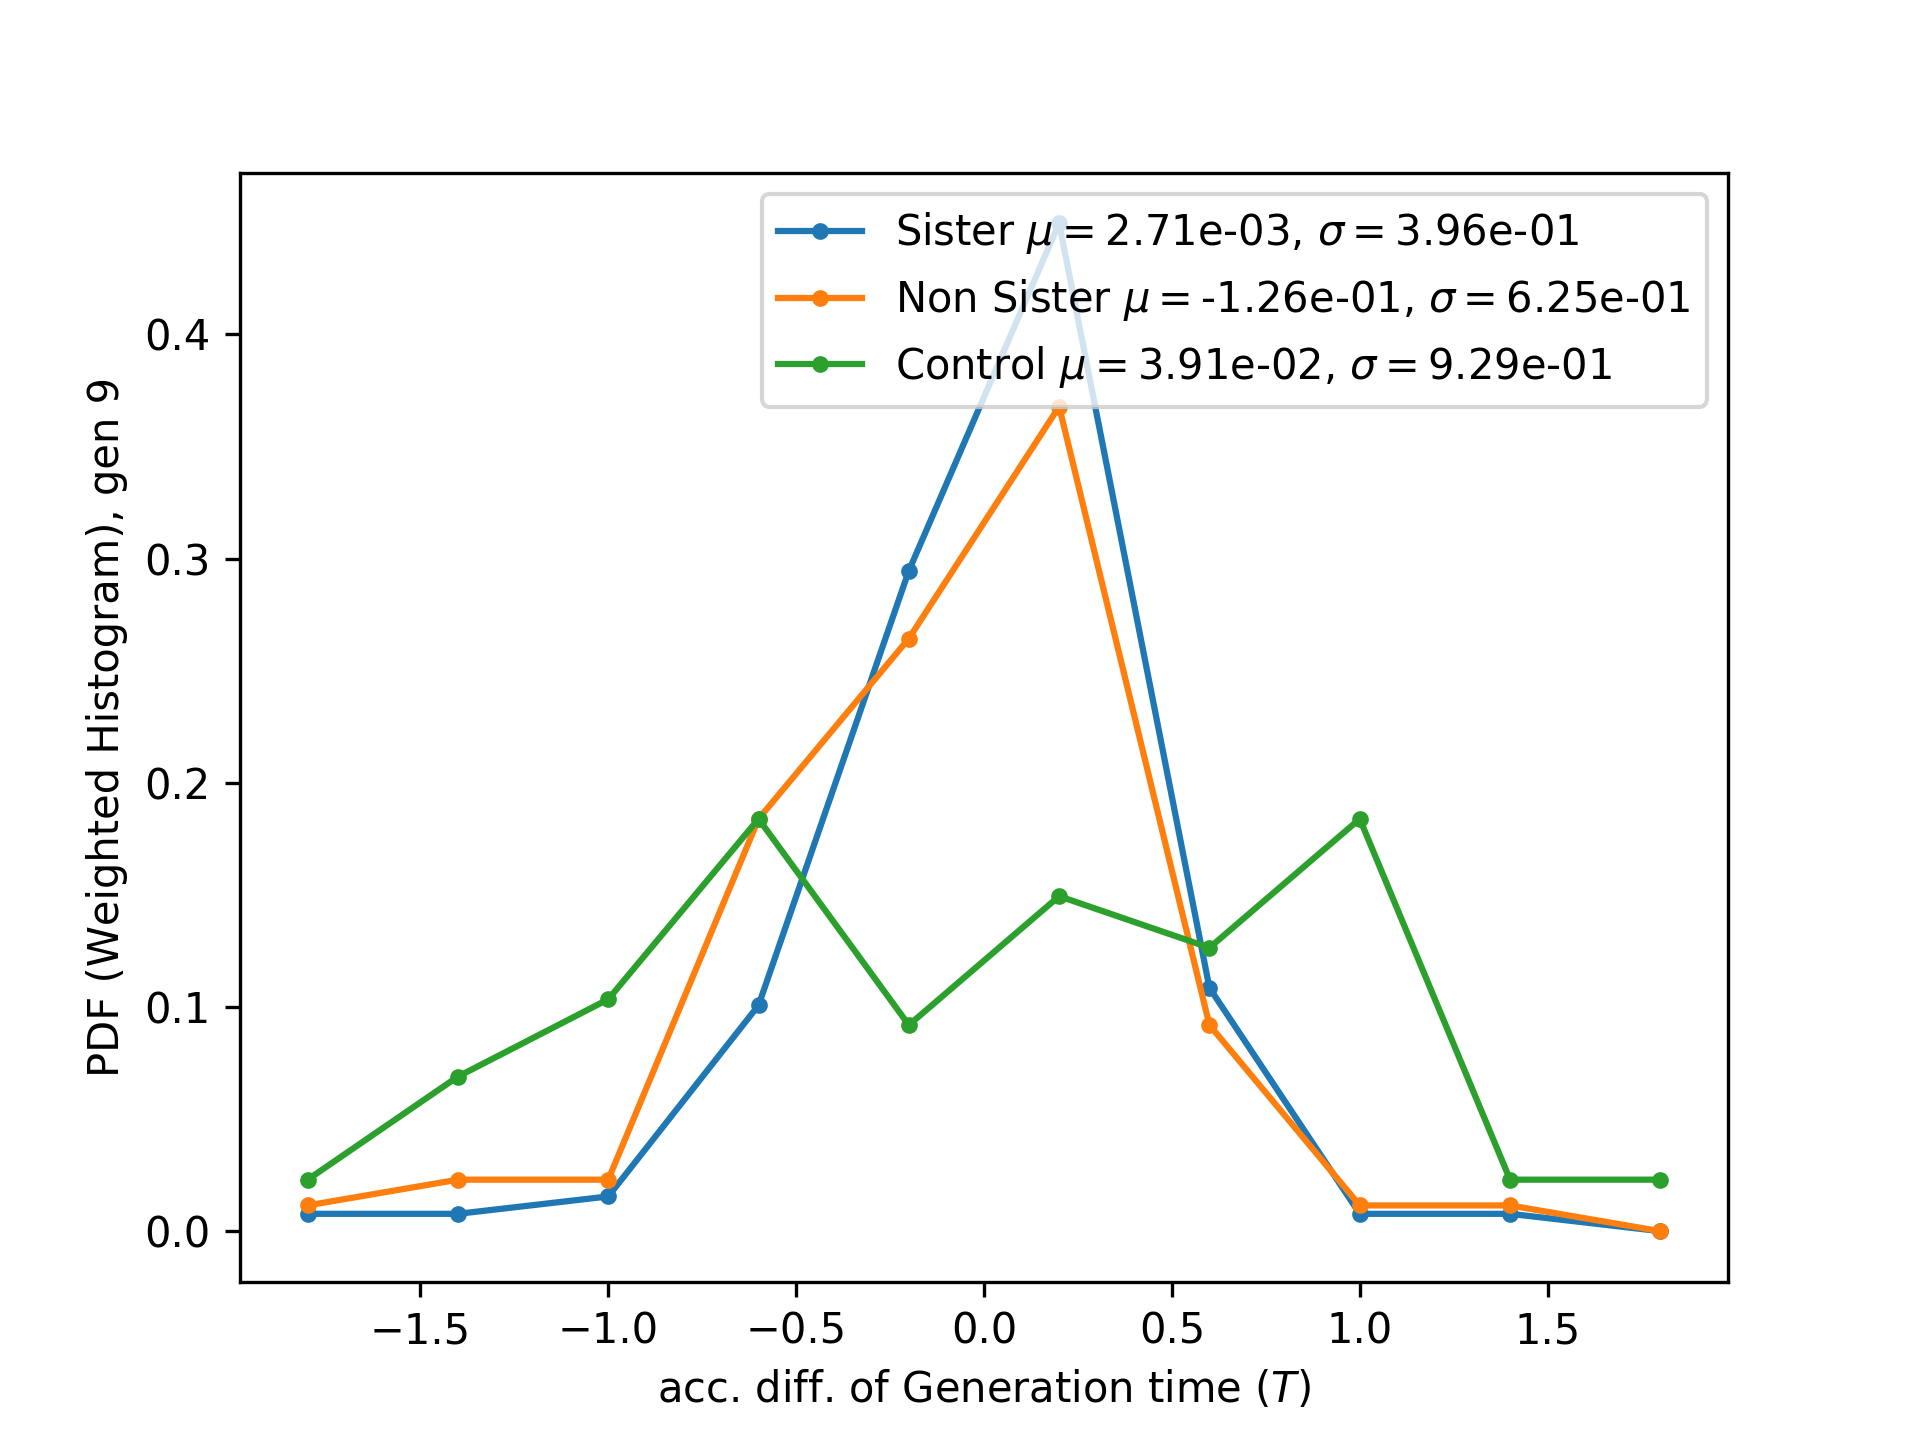 Sister μ = 2.71e-03, σ = 3.96e-01
Non Sister μ = -1.26e-01, σ = 6.25e-01
Control μ = 3.91e-02, σ = 9.29e-01
PDF (Weighted Histogram), gen 9
0.4
0.3
0.2
0.1
0.0
−1.5 −1.0 −0.5 0.0 0.5 1.0 1.5
acc. diff. of Generation time (T)